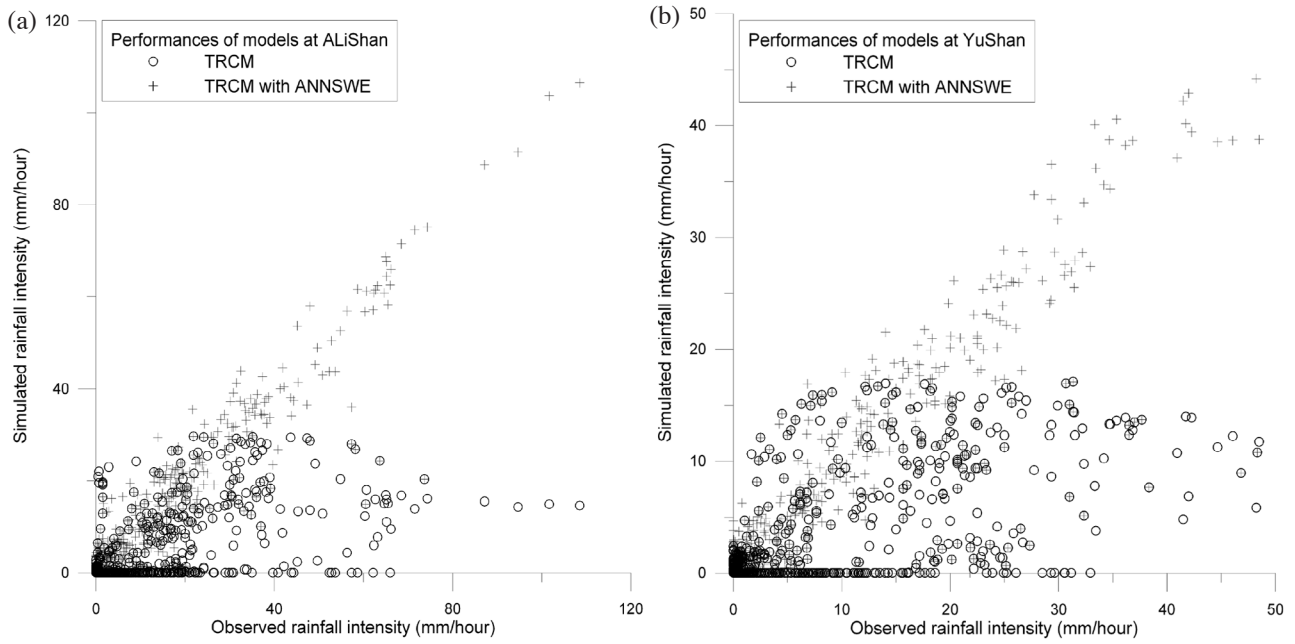 (a)
120
80
40
0
0
40
80
120
Simulated rainfall intensity (mm/hour)
Observed rainfall intensity (mm/hour)
Performances of models at ALiShan
TRCM
TRCM with ANNSWE
(b)
50
40
30
20
10
0
0
10
20
30
40
50
Simulated rainfall intensity (mm/hour)
Observed rainfall intensity (mm/hour)
Performances of models at YuShan
TRCM
TRCM with ANNSWE